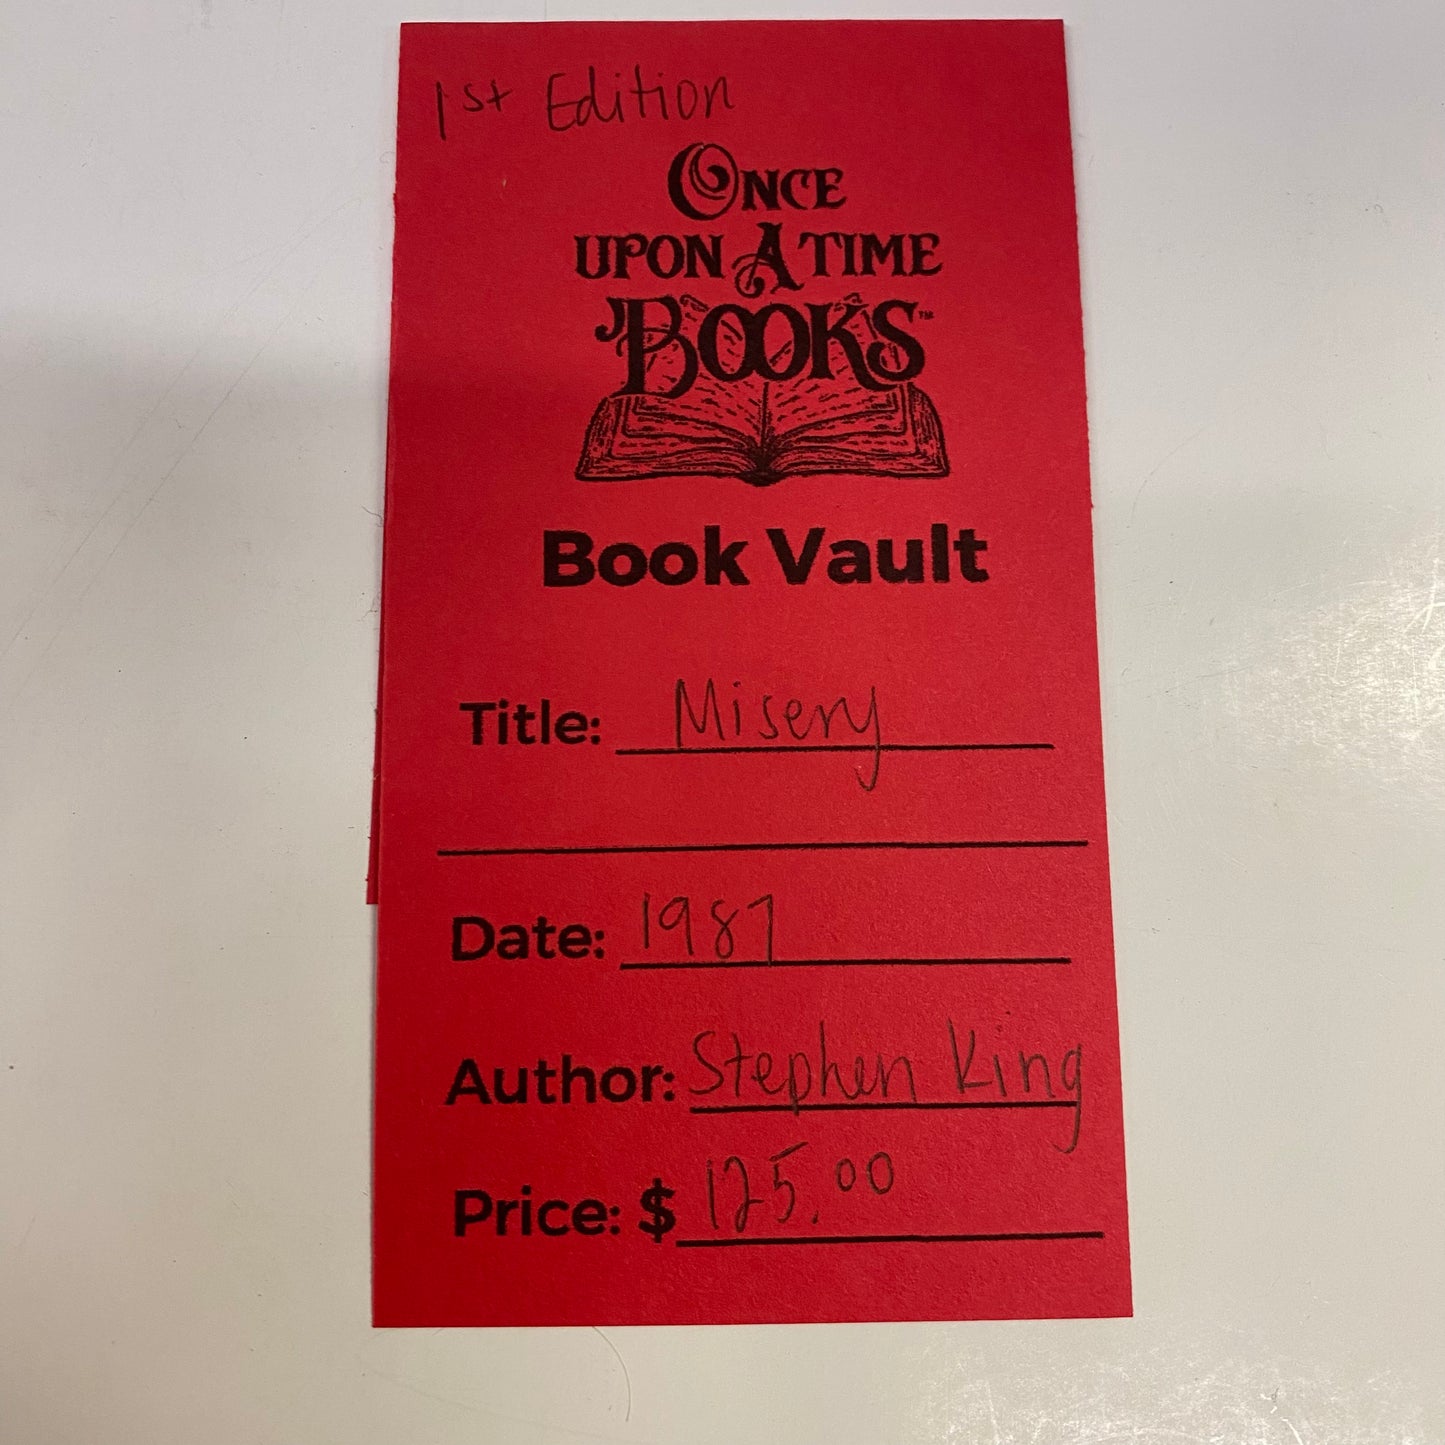 1st Edition
ONCE
UPON A TIME
BOOKS™
Book Vault
Title: Misery
Date: 1987
Author: Stephen King
Price: $ 125.00